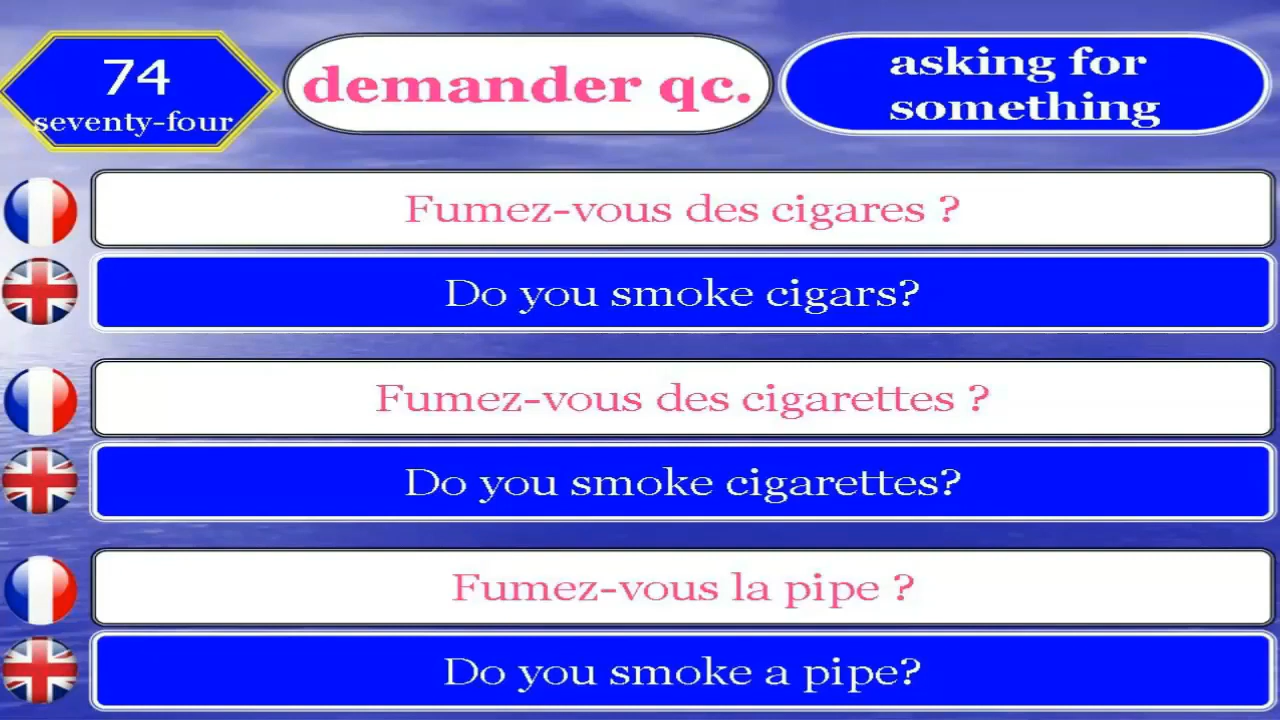 74
seventy-four
demander qc.
asking for
something
Fumez-vous des cigares ?
Do you smoke cigars?
Fumez-vous des cigarettes ?
Do you smoke cigarettes?
Fumez-vous la pipe ?
Do you smoke a pipe?